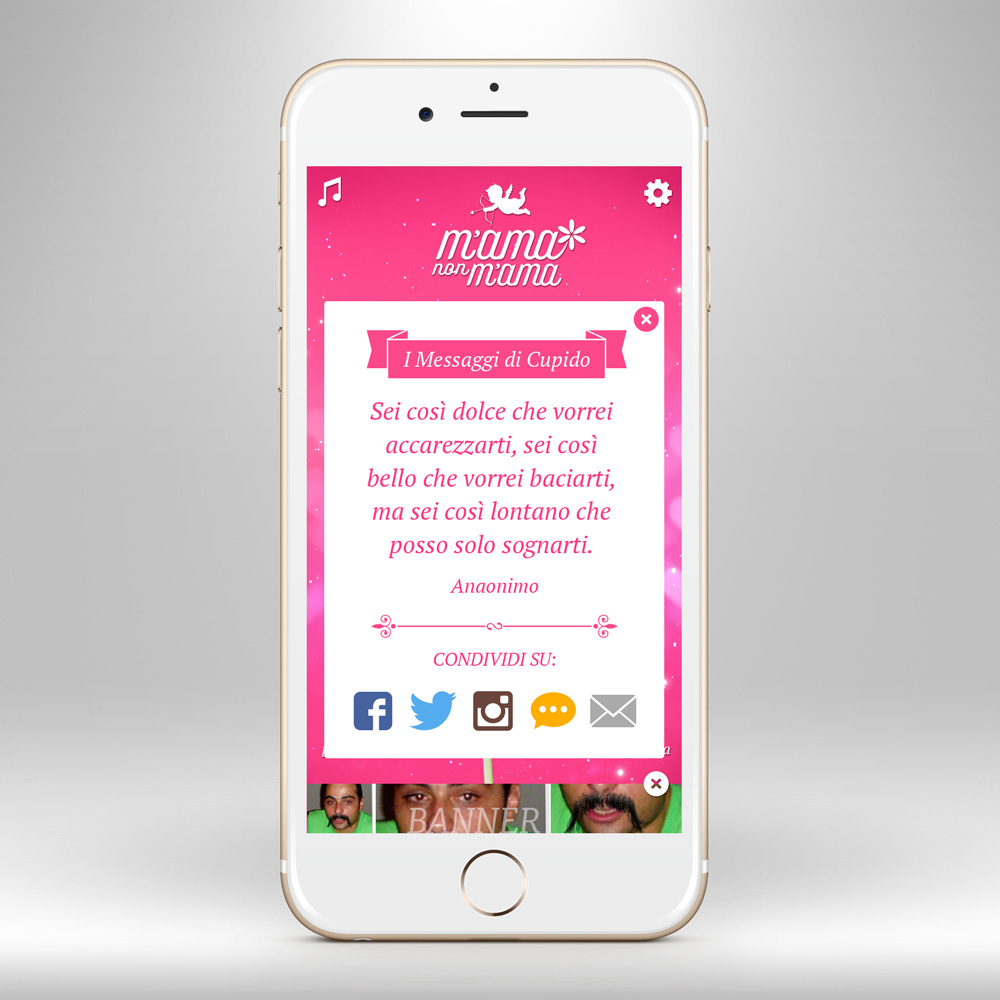 m'ama
non m'ama
I Messaggi di Cupido
Sei così dolce che vorrei
accarezzarti, sei così
bello che vorrei baciarti,
ma sei così lontano che
posso solo sognarti.
Anaonimo
CONDIVIDI SU:
BANNER